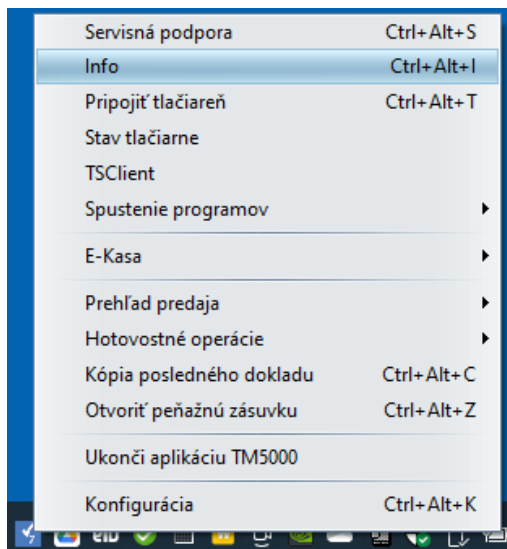 Servisná podpora Ctrl+Alt+S
Info Ctrl+Alt+I
Pripojiť tlačiareň Ctrl+Alt+T
Stav tlačiarne
TSClient
Spustenie programov
E-Kasa
Prehľad predaja
Hotovostné operácie
Kópia posledného dokladu Ctrl+Alt+C
Otvoriť peňažnú zásuvku Ctrl+Alt+Z
Ukonči aplikáciu TM5000
Konfigurácia Ctrl+Alt+K